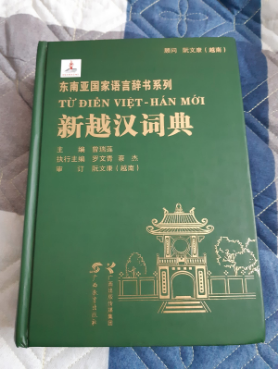 顾问 阮文康（越南）
东南亚国家语言辞书系列
TỪ ĐIỂN VIỆT-HÁN MỚI
新越汉词典
主 编 曾瑞莲
执行主编 罗文青 蔡 杰
审 订 阮文康（越南）